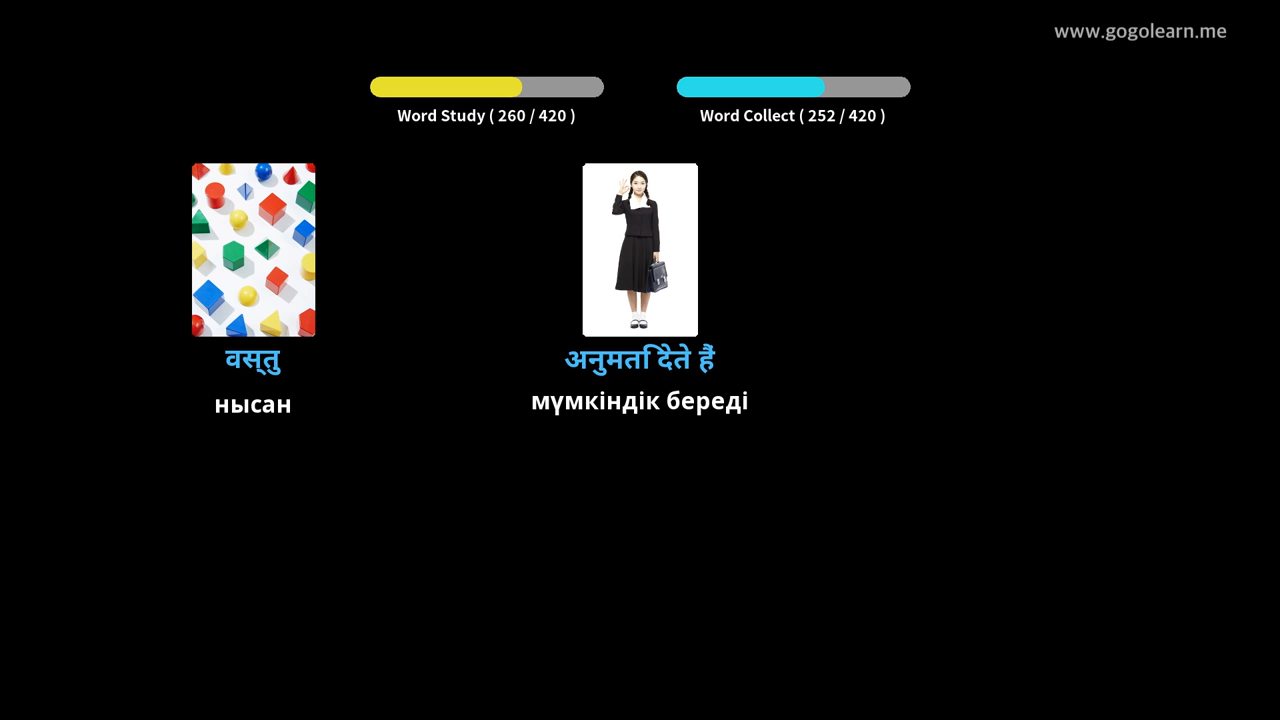 www.gogolearn.me
Word Study ( 260 / 420 )
Word Collect ( 252 / 420 )
वस्तु
अनुमति देते हैं
нысан
мүмкіндік береді